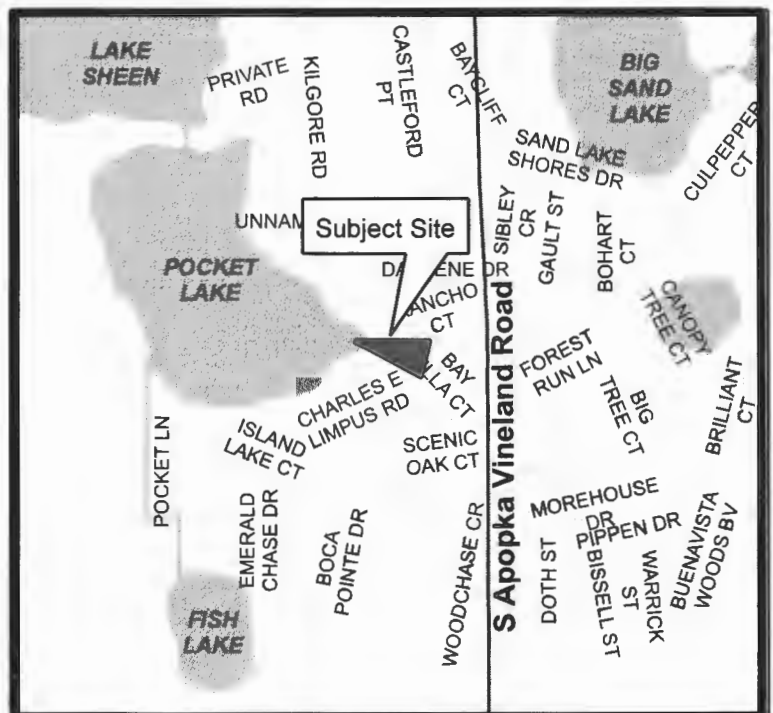 LAKE
SHEEN
PRIVATE
RD
KILGORE RD
CASTLEFORD
PT
BAYCLIFF
CT
BIG
SAND
LAKE
CULPEPPER
CT
SAND LAKE
SHORES DR
SIBLEY
CR
GAULT ST
BOHART
CT
Subject Site
POCKET
LAKE
CT
CANOPY
TREE CT
S Apopka Vineland Road
FOREST
RUN LN
BIG
TREE CT
BRILLIANT
CT
BAY
CT
CHARLES E
LIMPUS RD
ISLAND
LAKE CT
SCENIC
OAK CT
POCKET LN
EMERALD
CHASE DR
BOCA
POINTE DR
WOODCHASE CR
MOREHOUSE
DR
PIPPEN DR
DOTH ST
BISSELL ST
WARRICK
ST
BUENAVISTA
WOODS BV
FISH
LAKE